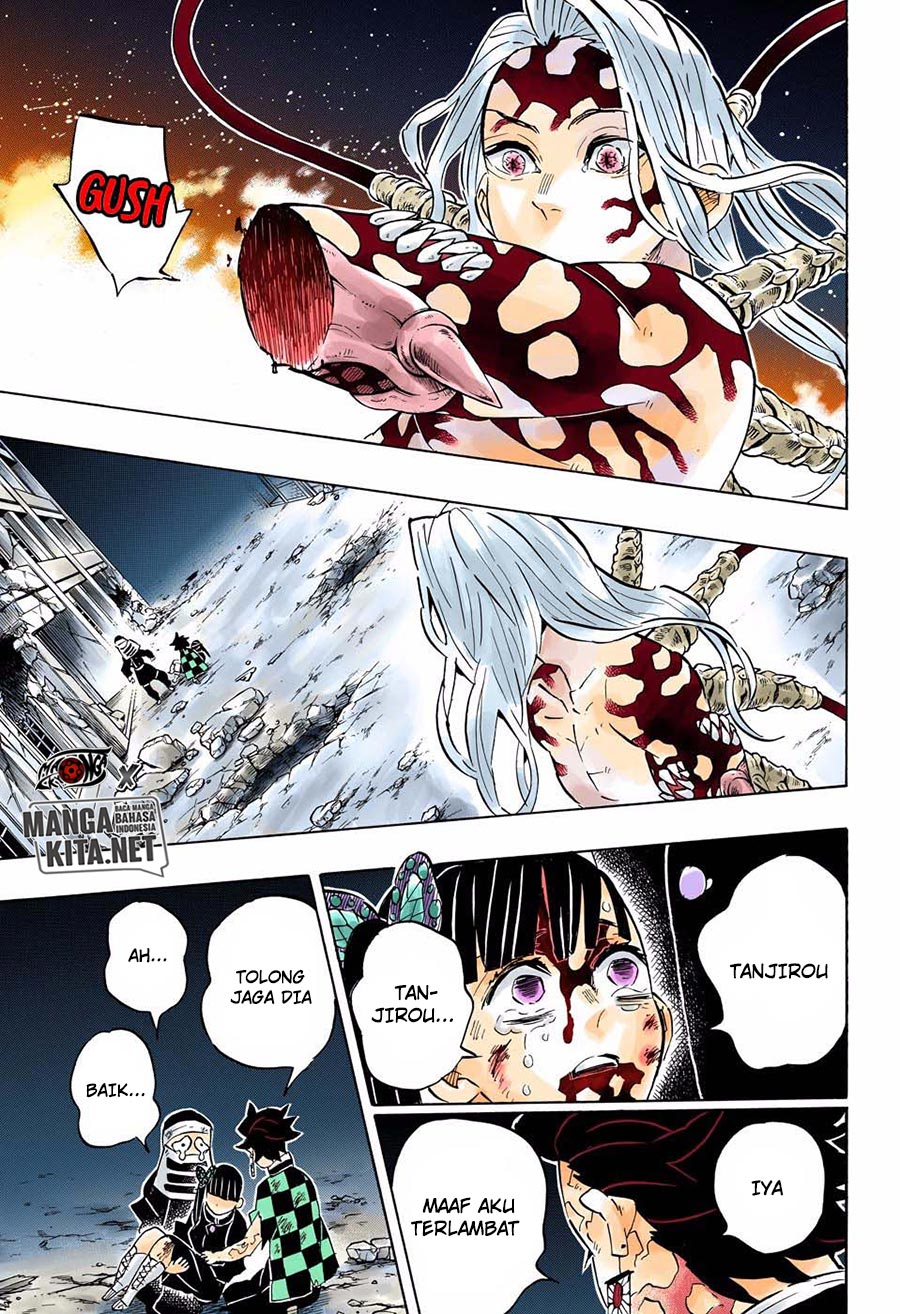 GUSH
MANGA
BACA MANGA
BAHASA
INDONESIA
KITA.NET
X
TANJIROU
TAN-
JIROU...
IYA
MAAF AKU
TERLAMBAT
TOLONG
JAGA DIA
AH...
BAIK...